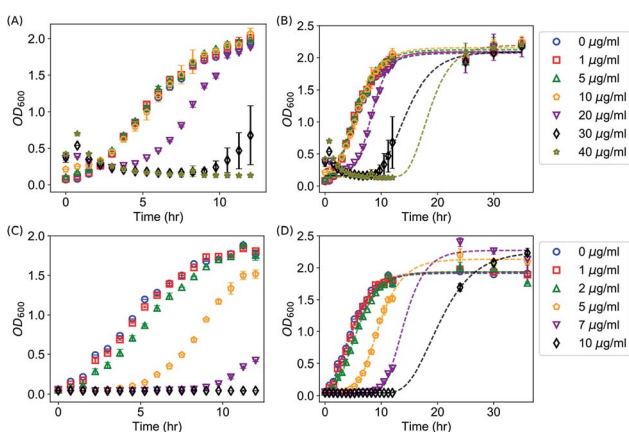 (A)
OD600
2.0
1.5
1.0
0.5
0.0
0
5
10
Time (hr)
(B)
OD600
2.5
2.0
1.5
1.0
0.5
0.0
0
10
20
30
Time (hr)
0 µg/ml
1 µg/ml
5 µg/ml
10 µg/ml
20 µg/ml
30 µg/ml
40 µg/ml
(C)
OD600
2.0
1.5
1.0
0.5
0.0
0
5
10
Time (hr)
(D)
OD600
2.5
2.0
1.5
1.0
0.5
0.0
0
10
20
30
Time (hr)
0 µg/ml
1 µg/ml
2 µg/ml
5 µg/ml
7 µg/ml
10 µg/ml